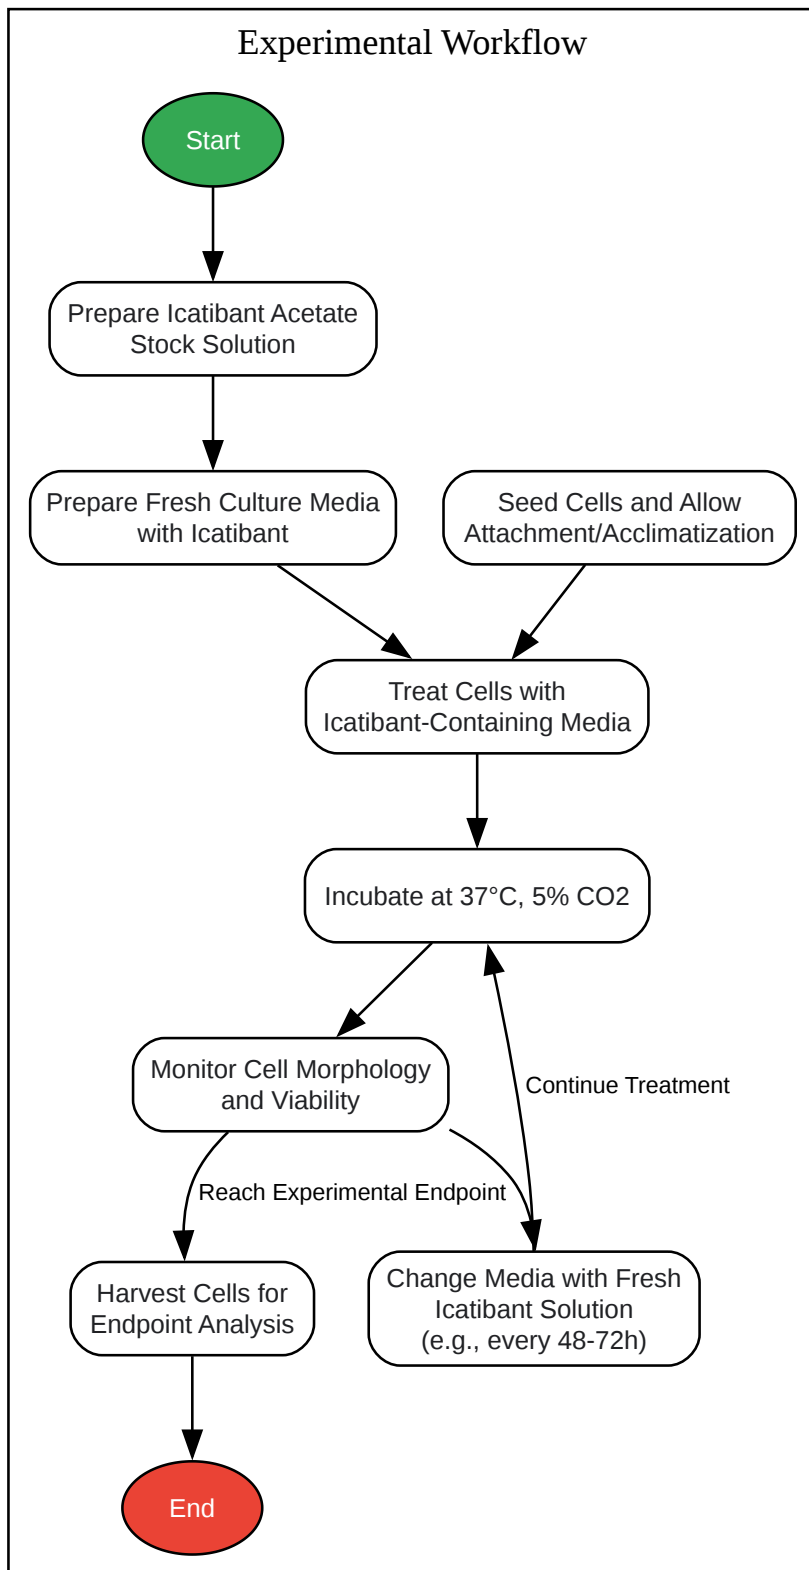 Experimental Workflow
Start
Prepare Icatibant Acetate
Stock Solution
Prepare Fresh Culture Media
with Icatibant
Seed Cells and Allow
Attachment/Acclimatization
Treat Cells with
Icatibant-Containing Media
Incubate at 37°C, 5% CO2
Monitor Cell Morphology
and Viability
Continue Treatment
Reach Experimental Endpoint
Harvest Cells for
Endpoint Analysis
Change Media with Fresh
Icatibant Solution
(e.g., every 48-72h)
End